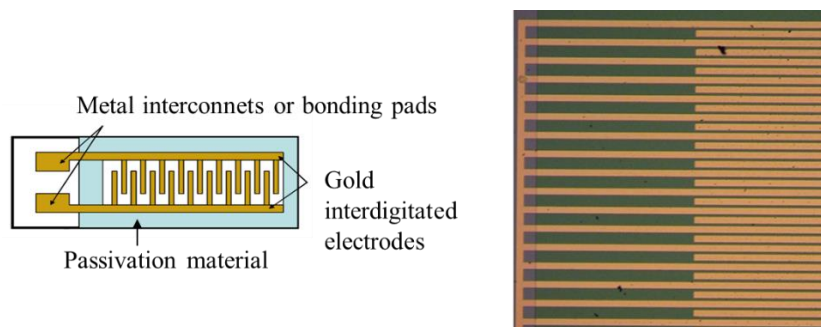 Metal interconnets or bonding pads
Gold
interdigitated
electrodes
Passivation material